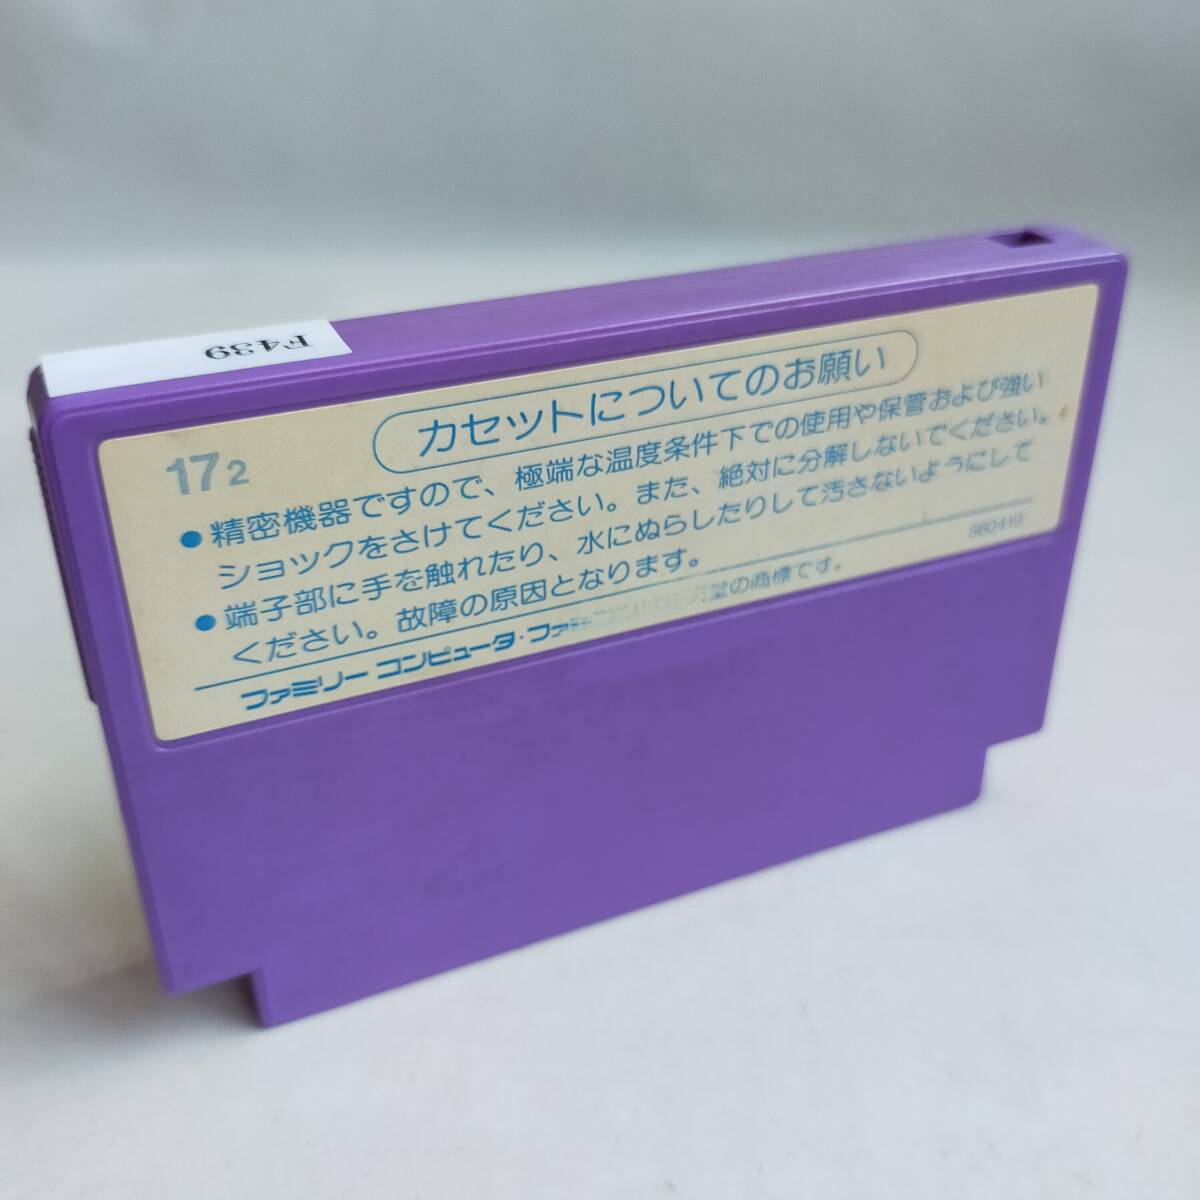 F439
カセットについてのお願い
172
●精密機器ですので、極端な温度条件下での使用や保管および強い
ショックをさけてください。また、絶対に分解しないでください。
●端子部に手を触れたり、水にぬらしたりして汚さないようにして
ください。故障の原因となります。
860410
ファミリー コンピュータ・ファミ 堂の商標です。